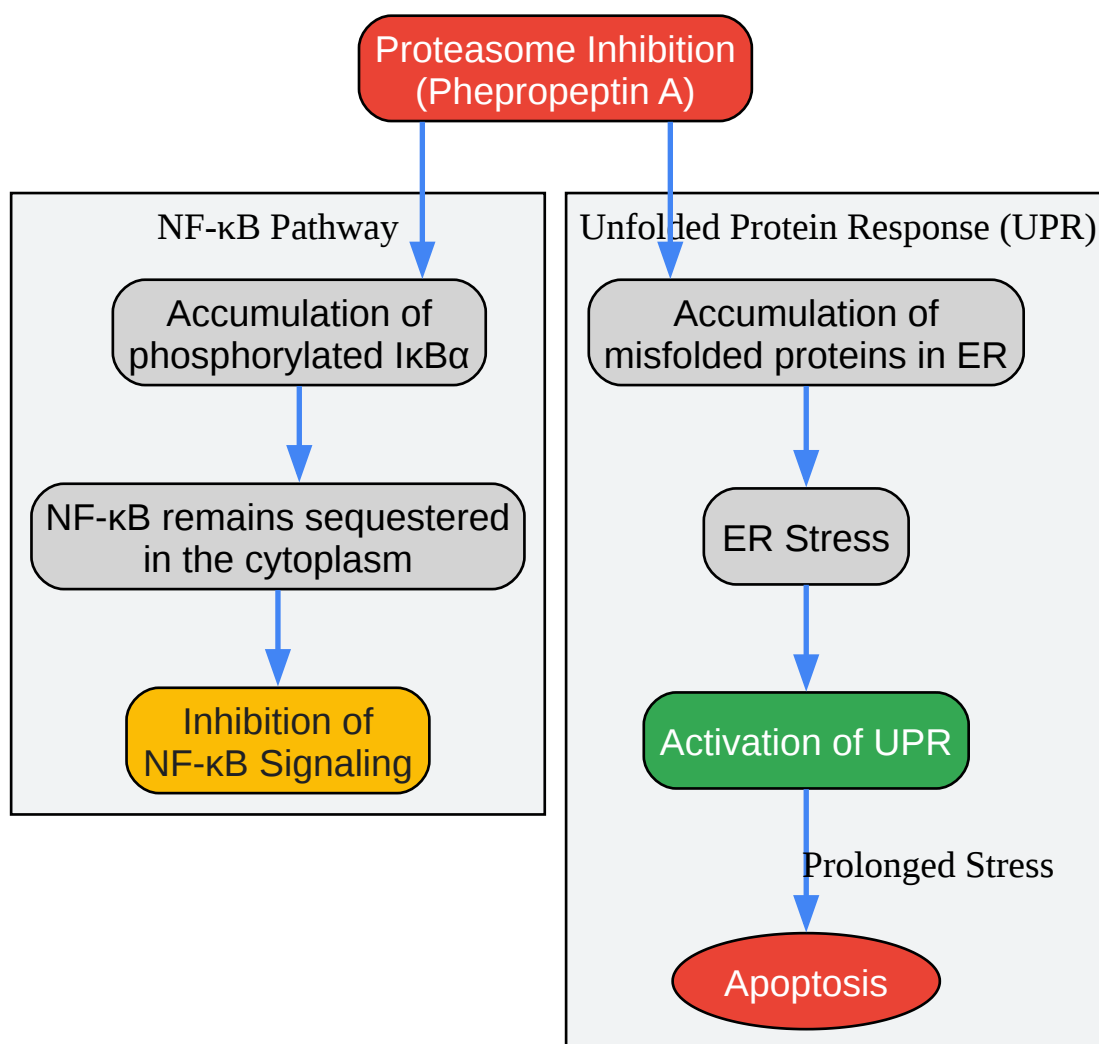 Proteasome Inhibition
(Phepropeptin A)
NF-κB Pathway
Accumulation of
phosphorylated IκBα
NF-κB remains sequestered
in the cytoplasm
Inhibition of
NF-κB Signaling
Unfolded Protein Response (UPR)
Accumulation of
misfolded proteins in ER
ER Stress
Activation of UPR
Prolonged Stress
Apoptosis